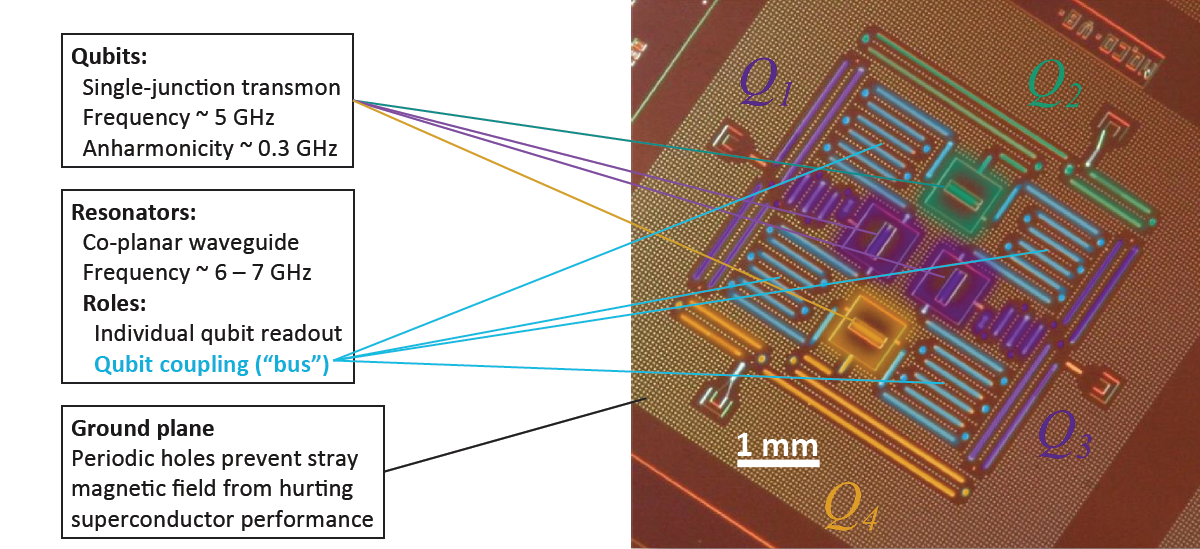 Qubits:
Single-junction transmon
Frequency ~ 5 GHz
Anharmonicity ~ 0.3 GHz
Resonators:
Co-planar waveguide
Frequency ~ 6 – 7 GHz
Roles:
Individual qubit readout
Qubit coupling (“bus”)
Ground plane
Periodic holes prevent stray
magnetic field from hurting
superconductor performance
Q1
Q2
Q3
Q4
1 mm